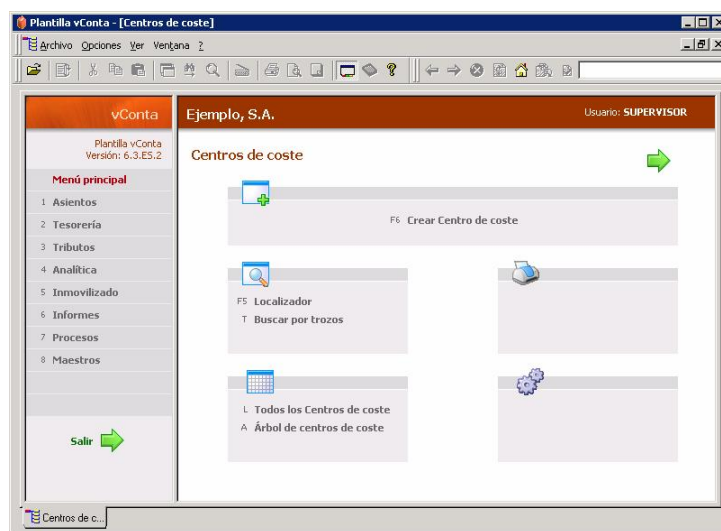 Plantilla vConta - [Centros de coste]
Archivo Opciones Ver Ventana ?
vConta
Ejemplo, S.A.
Usuario: SUPERVISOR
Plantilla vConta
Versión: 6.3.E5.2
Menú principal
1 Asientos
2 Tesorería
3 Tributos
4 Analítica
5 Inmovilizado
6 Informes
7 Procesos
8 Maestros
Salir
Centros de coste
F6 Crear Centro de coste
F5 Localizador
T Buscar por trozos
L Todos los Centros de coste
A Árbol de centros de coste
Centros de c...